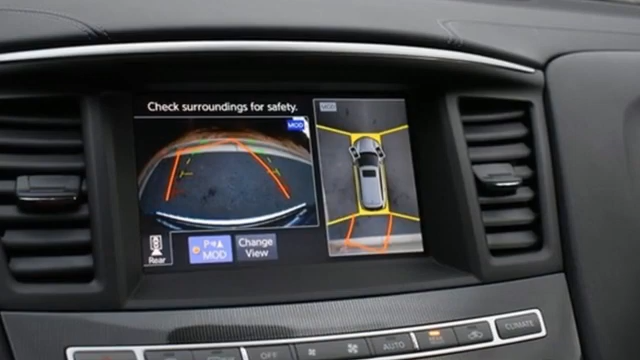 Check surroundings for safety.
MOD
MOD
Rear
P
MOD
Change
View
OFF
AUTO
CLIMATE